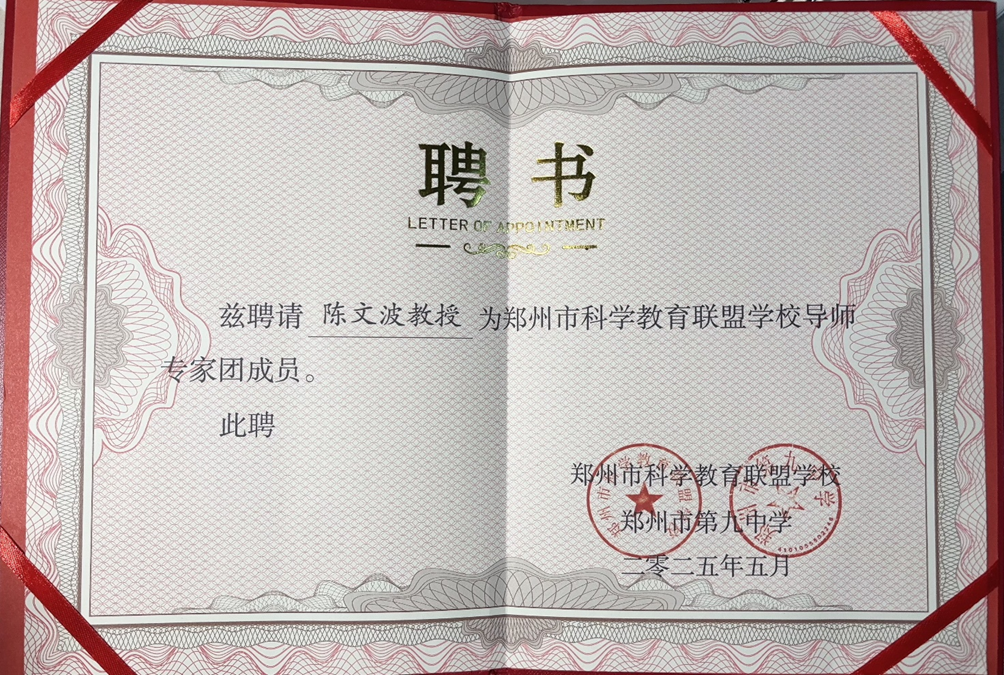 聘书
LETTER OF APPOINTMENT
兹聘请 陈文波教授 为郑州市科学教育联盟学校导师
专家团成员。
此聘
郑州市科学教育联盟学校
郑州市第九中学
二零二五年五月
4101055803246